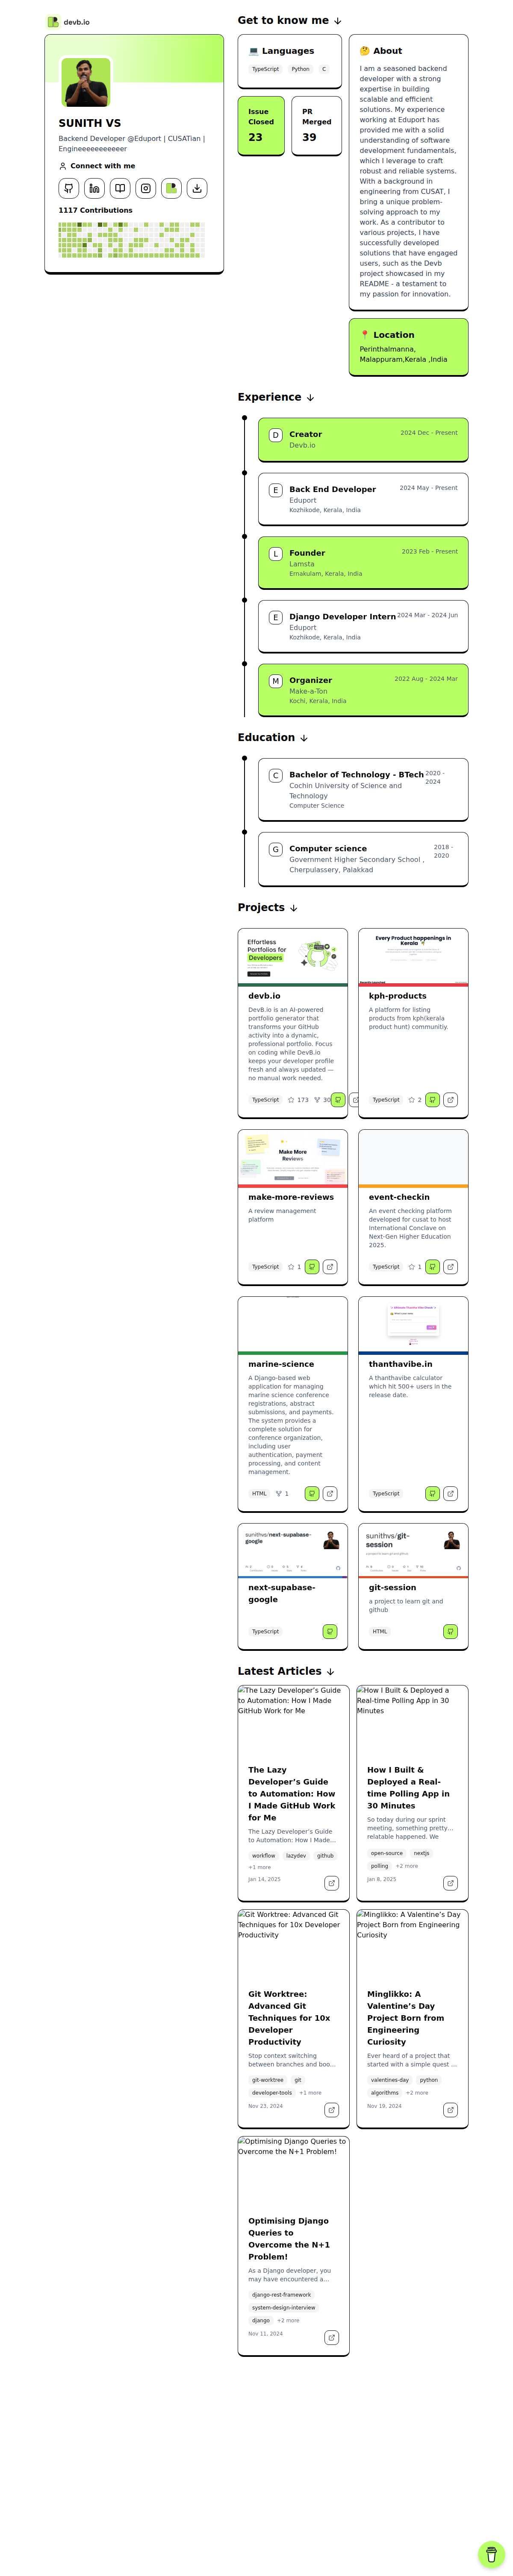 devb.io
SUNITH VS
Backend Developer @Eduport | CUSATian |
Engineeeeeeeeeeer
Connect with me
1117 Contributions
Get to know me ↓
💻 Languages
TypeScript Python C
Issue
Closed
23
PR
Merged
39
🤔 About
I am a seasoned backend
developer with a strong
expertise in building
scalable and efficient
solutions. My experience
working at Eduport has
provided me with a solid
understanding of software
development fundamentals,
which I leverage to craft
robust and reliable systems.
With a background in
engineering from CUSAT, I
bring a unique problem-
solving approach to my
work. As a contributor to
various projects, I have
successfully developed
solutions that have engaged
users, such as the Devb
project showcased in my
README - a testament to
my passion for innovation.
📍 Location
Perinthalmanna,
Malappuram,Kerala ,India
Experience ↓
D
Creator
2024 Dec - Present
Devb.io
E
Back End Developer
2024 May - Present
Eduport
Kozhikode, Kerala, India
L
Founder
2023 Feb - Present
Lamsta
Ernakulam, Kerala, India
E
Django Developer Intern
2024 Mar - 2024 Jun
Eduport
Kozhikode, Kerala, India
M
Organizer
2022 Aug - 2024 Mar
Make-a-Ton
Kochi, Kerala, India
Education ↓
C
Bachelor of Technology - BTech
2020 -
2024
Cochin University of Science and
Technology
Computer Science
G
Computer science
2018 -
2020
Government Higher Secondary School ,
Cherpulassery, Palakkad
Projects ↓
Effortless
Portfolios for
Developers
devb.io
DevB.io is an AI-powered
portfolio generator that
transforms your GitHub
activity into a dynamic,
professional portfolio. Focus
on coding while DevB.io
keeps your developer profile
fresh and always updated —
no manual work needed.
TypeScript 173 30
Every Product happenings in
Kerala 🌴
kph-products
A platform for listing
products from kph(kerala
product hunt) communitiy.
TypeScript 2
Make More
Reviews
make-more-reviews
A review management
platform
TypeScript 1
event-checkin
An event checking platform
developed for cusat to host
International Conclave on
Next-Gen Higher Education
2025.
TypeScript 1
marine-science
A Django-based web
application for managing
marine science conference
registrations, abstract
submissions, and payments.
The system provides a
complete solution for
conference organization,
including user
authentication, payment
processing, and content
management.
HTML 1
thanthavibe.in
A thanthavibe calculator
which hit 500+ users in the
release date.
TypeScript
sunithvs/next-supabase-
google
next-supabase-
google
TypeScript
sunithvs/git-
session
a project to learn git and github
git-session
a project to learn git and
github
HTML
Latest Articles ↓
The Lazy Developer’s Guide
to Automation: How I Made
GitHub Work for Me
The Lazy
Developer’s Guide
to Automation: How
I Made GitHub Work
for Me
The Lazy Developer’s Guide
to Automation: How I Made...
workflow lazydev github
+1 more
Jan 14, 2025
How I Built & Deployed a
Real-time Polling App in 30
Minutes
How I Built &
Deployed a Real-
time Polling App in
30 Minutes
So today during our sprint
meeting, something pretty...
relatable happened. We
open-source nextjs
polling +2 more
Jan 8, 2025
Git Worktree: Advanced Git
Techniques for 10x Developer
Productivity
Git Worktree:
Advanced Git
Techniques for 10x
Developer
Productivity
Stop context switching
between branches and boo...
git-worktree git
developer-tools +1 more
Nov 23, 2024
Minglikko: A Valentine’s Day
Project Born from Engineering
Curiosity
Minglikko: A
Valentine’s Day
Project Born from
Engineering
Curiosity
Ever heard of a project that
started with a simple quest ...
valentines-day python
algorithms +2 more
Nov 19, 2024
Optimising Django Queries to
Overcome the N+1 Problem!
Optimising Django
Queries to
Overcome the N+1
Problem!
As a Django developer, you
may have encountered a...
django-rest-framework
system-design-interview
django +2 more
Nov 11, 2024